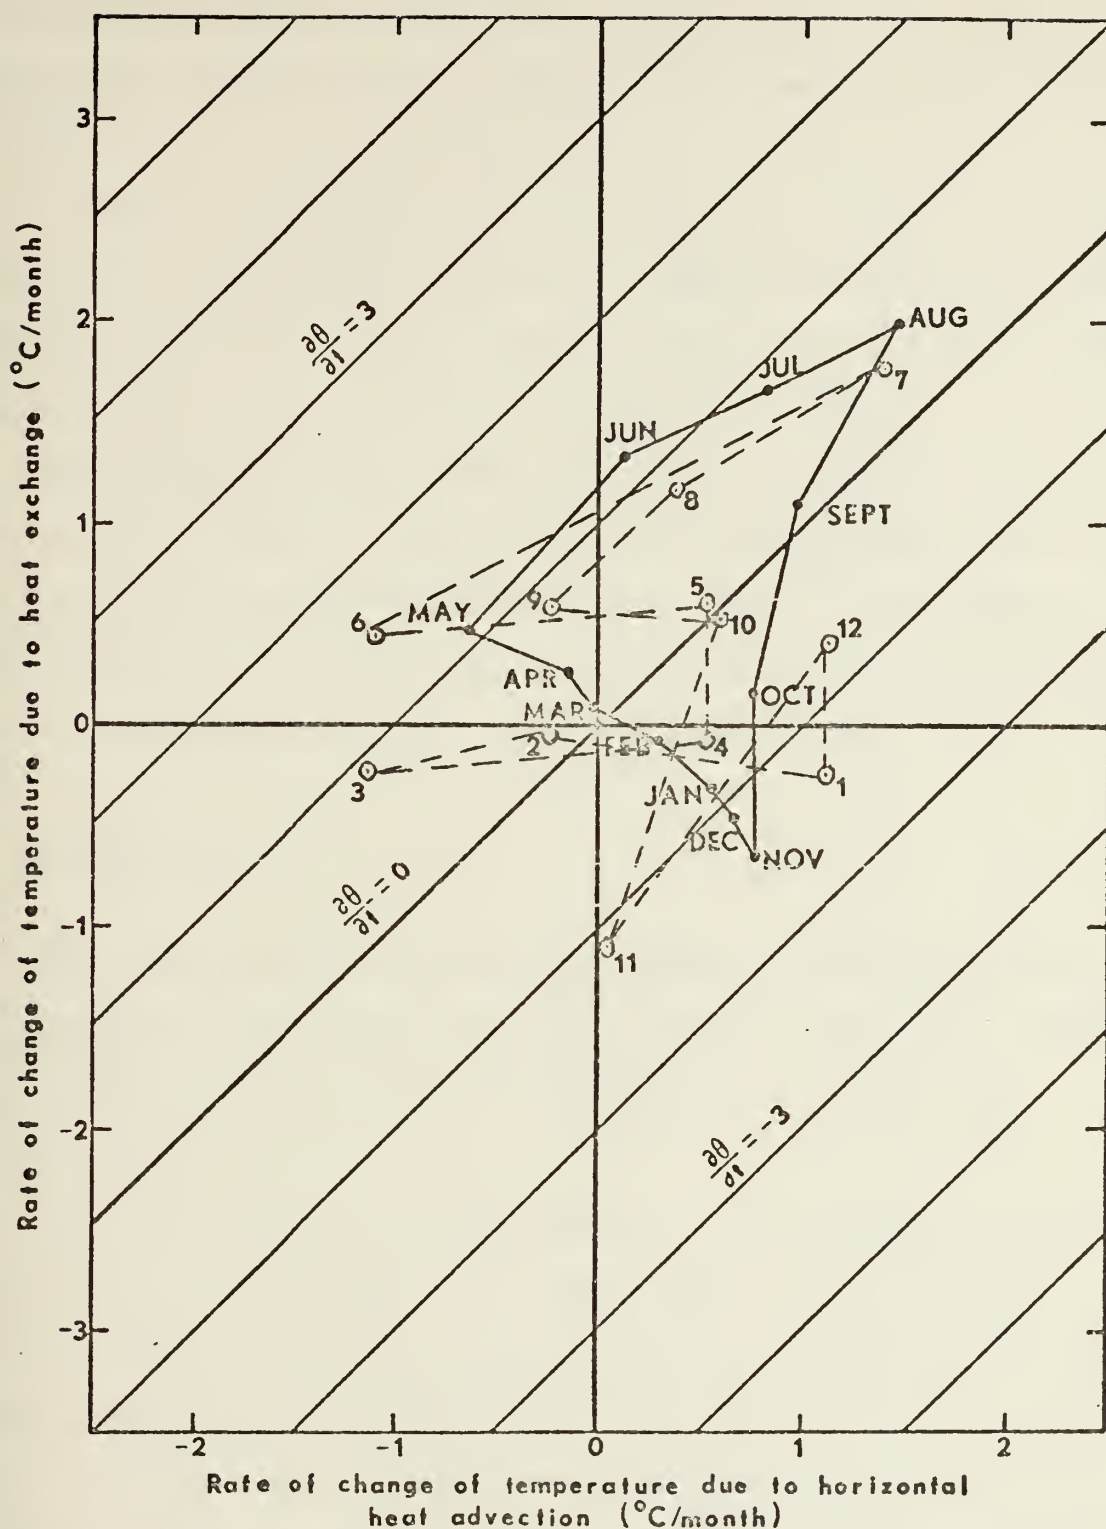 Rate of change of temperature due to heat exchange (°C/month)
3
2
1
0
-1
-2
-3
∂θ/∂t = 3
∂θ/∂t = 0
∂θ/∂t = -3
AUG
7
JUL
JUN
8
SEPT
5
9
10
MAY
6
12
APR
OCT
MAR
2
FEB
4
3
1
JAN
DEC
NOV
11
-2
-1
0
1
2
Rate of change of temperature due to horizontal
heat advection (°C/month)